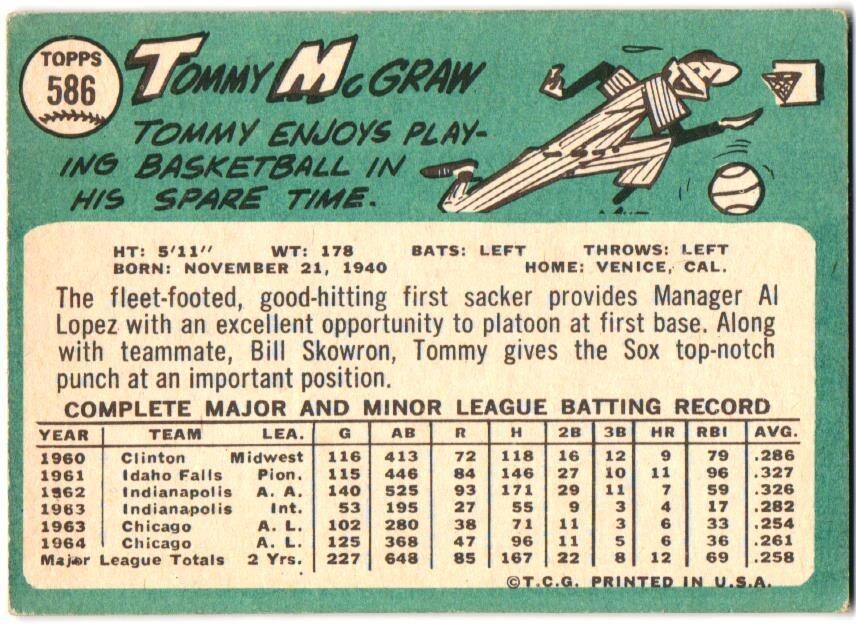 TOPPS
586
TOMMY McGRAW
TOMMY ENJOYS PLAY-
ING BASKETBALL IN
HIS SPARE TIME.
HT: 5'11" WT: 178 BATS: LEFT THROWS: LEFT
BORN: NOVEMBER 21, 1940 HOME: VENICE, CAL.
The fleet-footed, good-hitting first sacker provides Manager Al
Lopez with an excellent opportunity to platoon at first base. Along
with teammate, Bill Skowron, Tommy gives the Sox top-notch
punch at an important position.
COMPLETE MAJOR AND MINOR LEAGUE BATTING RECORD
YEAR TEAM LEA. G AB R H 2B 3B HR RBI AVG.
1960 Clinton Midwest 116 413 72 118 16 12 9 79 .286
1961 Idaho Falls Pion. 115 446 84 146 27 10 11 96 .327
1962 Indianapolis A. A. 140 525 93 171 29 11 7 59 .326
1963 Indianapolis Int. 53 195 27 55 9 3 4 17 .282
1963 Chicago A. L. 102 280 38 71 11 3 6 33 .254
1964 Chicago A. L. 125 368 47 96 11 5 6 36 .261
Major League Totals 2 Yrs. 227 648 85 167 22 8 12 69 .258
©T.C.G. PRINTED IN U.S.A.